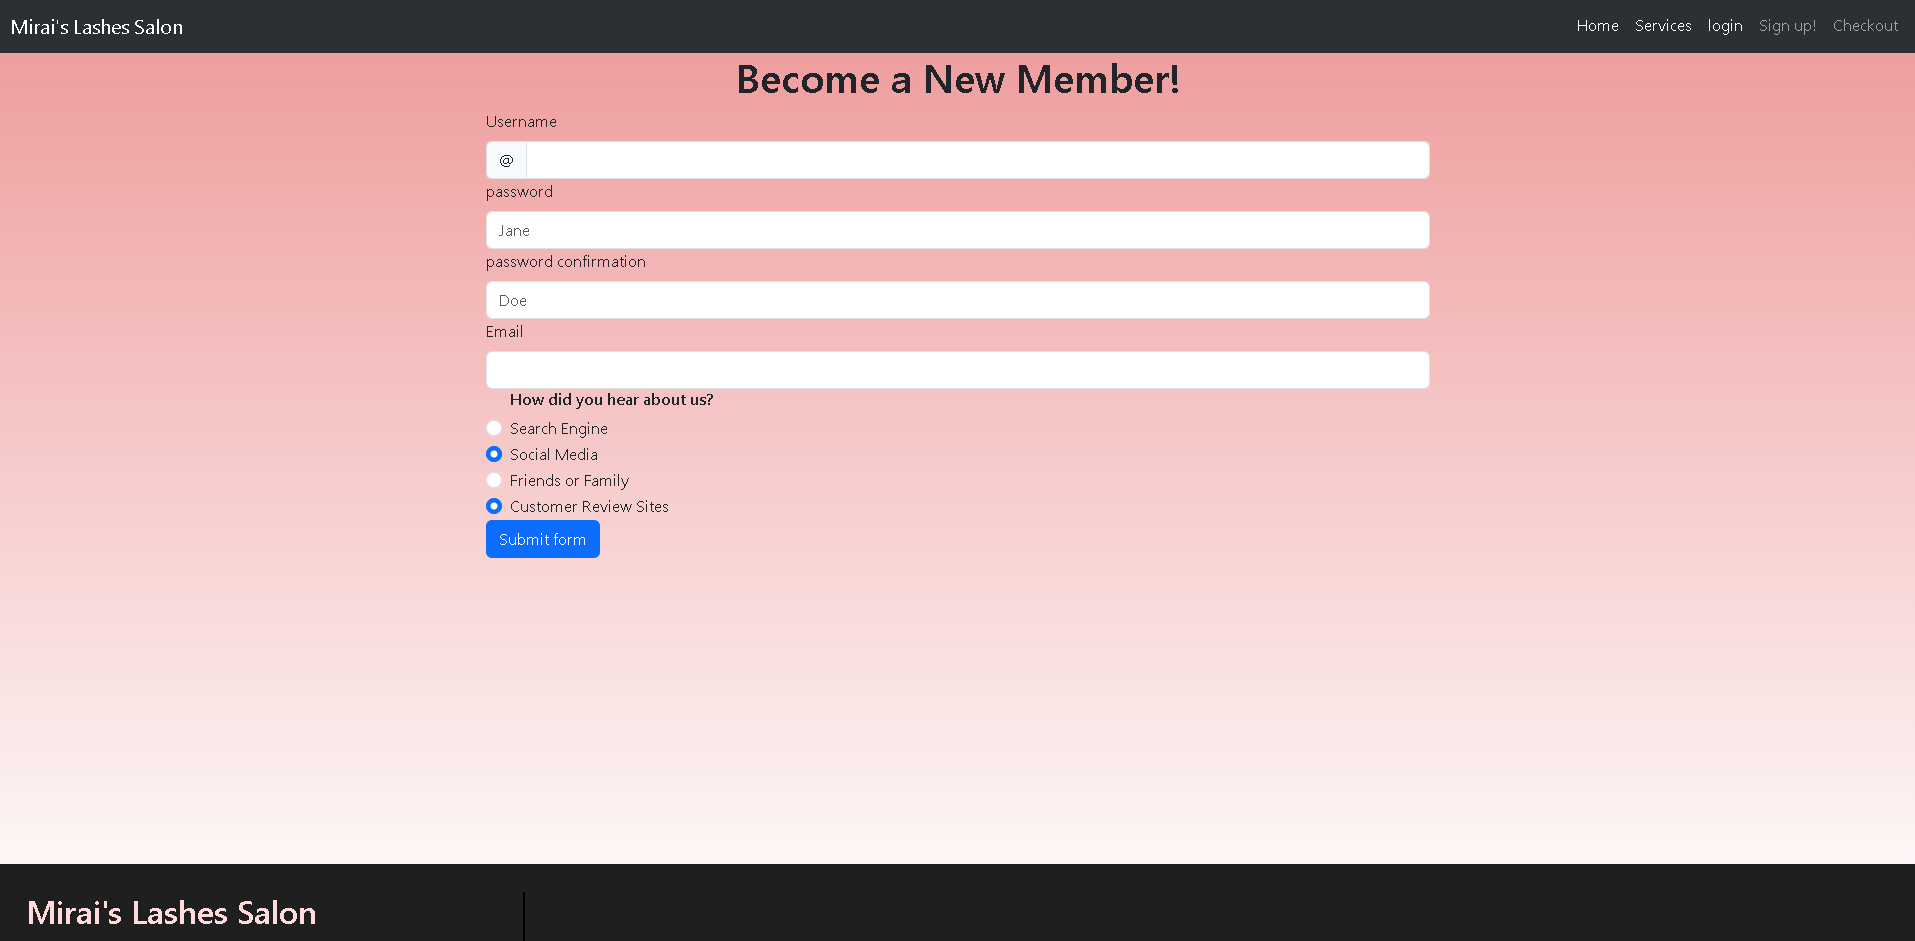 Mirai's Lashes Salon Home Services login Sign up! Checkout
Become a New Member!
Username
@
password
Jane
password confirmation
Doe
Email
How did you hear about us?
Search Engine
Social Media
Friends or Family
Customer Review Sites
Submit form
Mirai's Lashes Salon